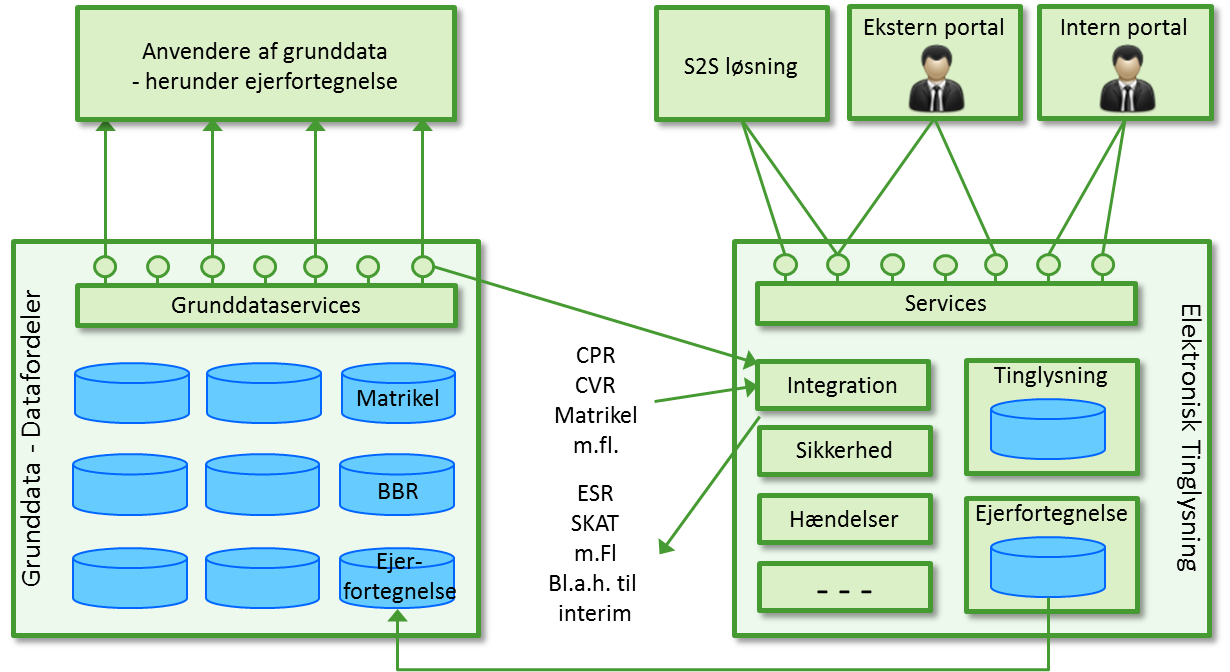 Anvendere af grunddata
- herunder ejerfortegnelse
S2S løsning
Ekstern portal
Intern portal
Grunddata - Datafordeler
Grunddataservices
Matrikel
BBR
Ejer-
fortegnelse
CPR
CVR
Matrikel
m.fl.
ESR
SKAT
m.Fl
Bl.a.h. til
interim
Services
Integration
Sikkerhed
Hændelser
- - -
Tinglysning
Ejerfortegnelse
Elektronisk Tinglysning